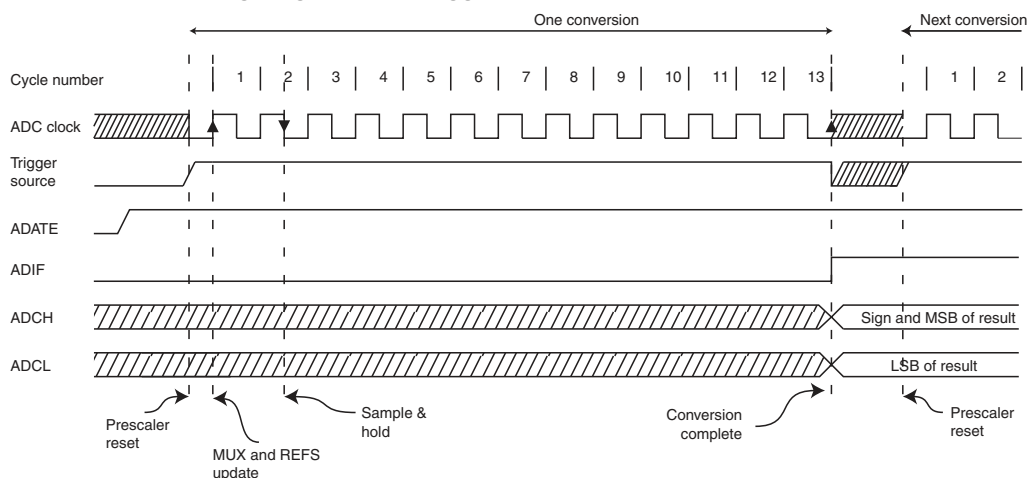 One conversion
Next conversion
Cycle number
1 2 3 4 5 6 7 8 9 10 11 12 13 1 2
ADC clock
Trigger
source
ADATE
ADIF
ADCH
Sign and MSB of result
ADCL
LSB of result
Prescaler
reset
MUX and REFS
update
Sample &
hold
Conversion
complete
Prescaler
reset